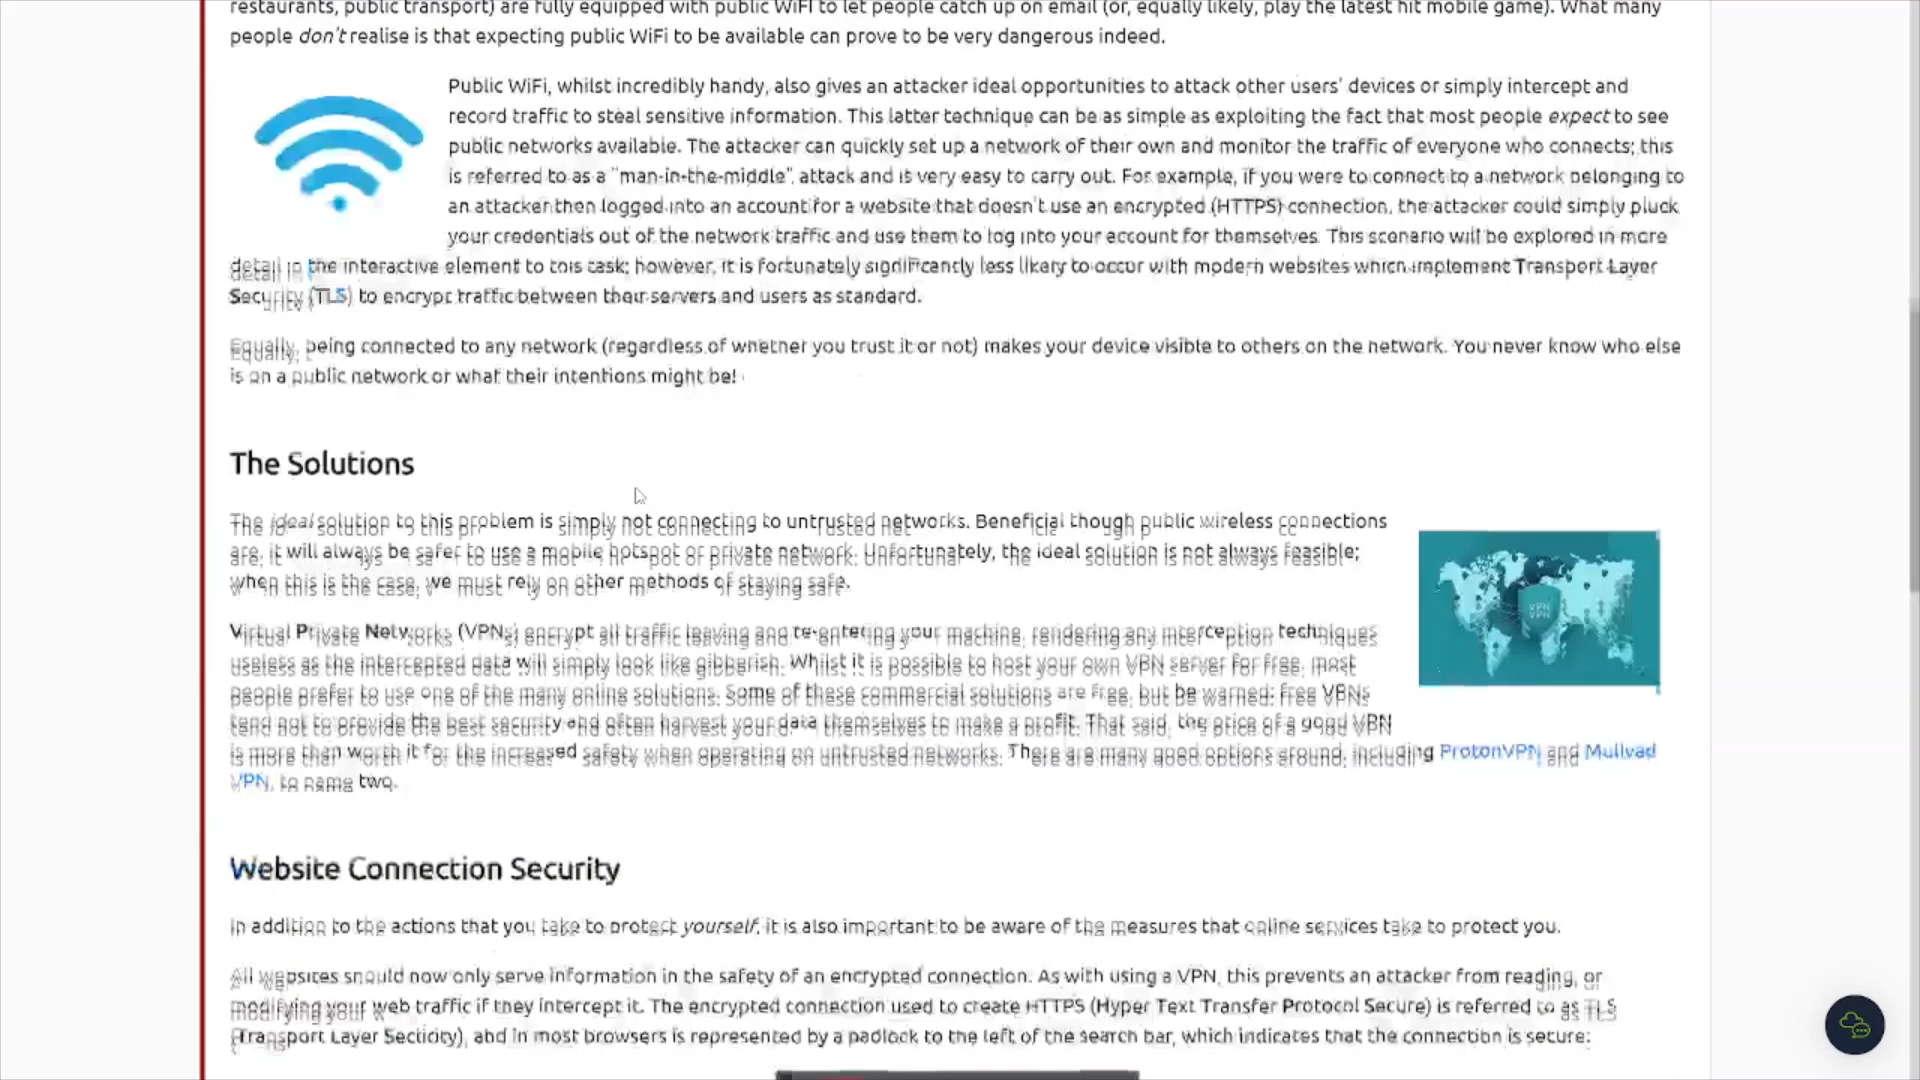 restaurants, public transport) are fully equipped with public WiFi to let people catch up on email (or, equally likely, play the latest hit mobile game). What many
people don't realise is that expecting public WiFi to be available can prove to be very dangerous indeed.
Public WiFi, whilst incredibly handy, also gives an attacker ideal opportunities to attack other users' devices or simply intercept and
record traffic to steal sensitive information. This latter technique can be as simple as exploiting the fact that most people expect to see
public networks available. The attacker can quickly set up a network of their own and monitor the traffic of everyone who connects; this
is referred to as a "man-in-the-middle", attack and is very easy to carry out. For example, if you were to connect to a network belonging to
an attacker then logged into an account for a website that doesn't use an encrypted (HTTPS) connection, the attacker could simply pluck
your credentials out of the network traffic and use them to log into your account for themselves. This scenario will be explored in more
detail in the interactive element to this task; however, it is fortunately significantly less likely to occur with modern websites which implement Transport Layer
Security (TLS) to encrypt traffic between their servers and users as standard.
Equally, being connected to any network (regardless of whether you trust it or not) makes your device visible to others on the network. You never know who else
is on a public network or what their intentions might be!
The Solutions
The ideal solution to this problem is simply not connecting to untrusted networks. Beneficial though public wireless connections
are, it will always be safer to use a mobile hotspot or private network. Unfortunately, the ideal solution is not always feasible;
when this is the case, we must rely on other methods of staying safe.
Virtual Private Networks (VPNs) encrypt all traffic leaving and re-entering your machine, rendering any interception techniques
useless as the intercepted data will simply look like gibberish. Whilst it is possible to host your own VPN server for free, most
people prefer to use one of the many online solutions. Some of these commercial solutions are free, but be warned: free VPNs
tend not to provide the best security and often harvest your data themselves to make a profit. That said, the price of a good VPN
is more than worth it for the increased safety when operating on untrusted networks. There are many good options around, including ProtonVPN and Mullvad
VPN, to name two.
VPN
Website Connection Security
In addition to the actions that you take to protect yourself, it is also important to be aware of the measures that online services take to protect you.
All websites should now only serve information in the safety of an encrypted connection. As with using a VPN, this prevents an attacker from reading, or
modifying your web traffic if they intercept it. The encrypted connection used to create HTTPS (Hyper Text Transfer Protocol Secure) is referred to as TLS
(Transport Layer Secticity), and in most browsers is represented by a padlock to the left of the search bar, which indicates that the connection is secure: